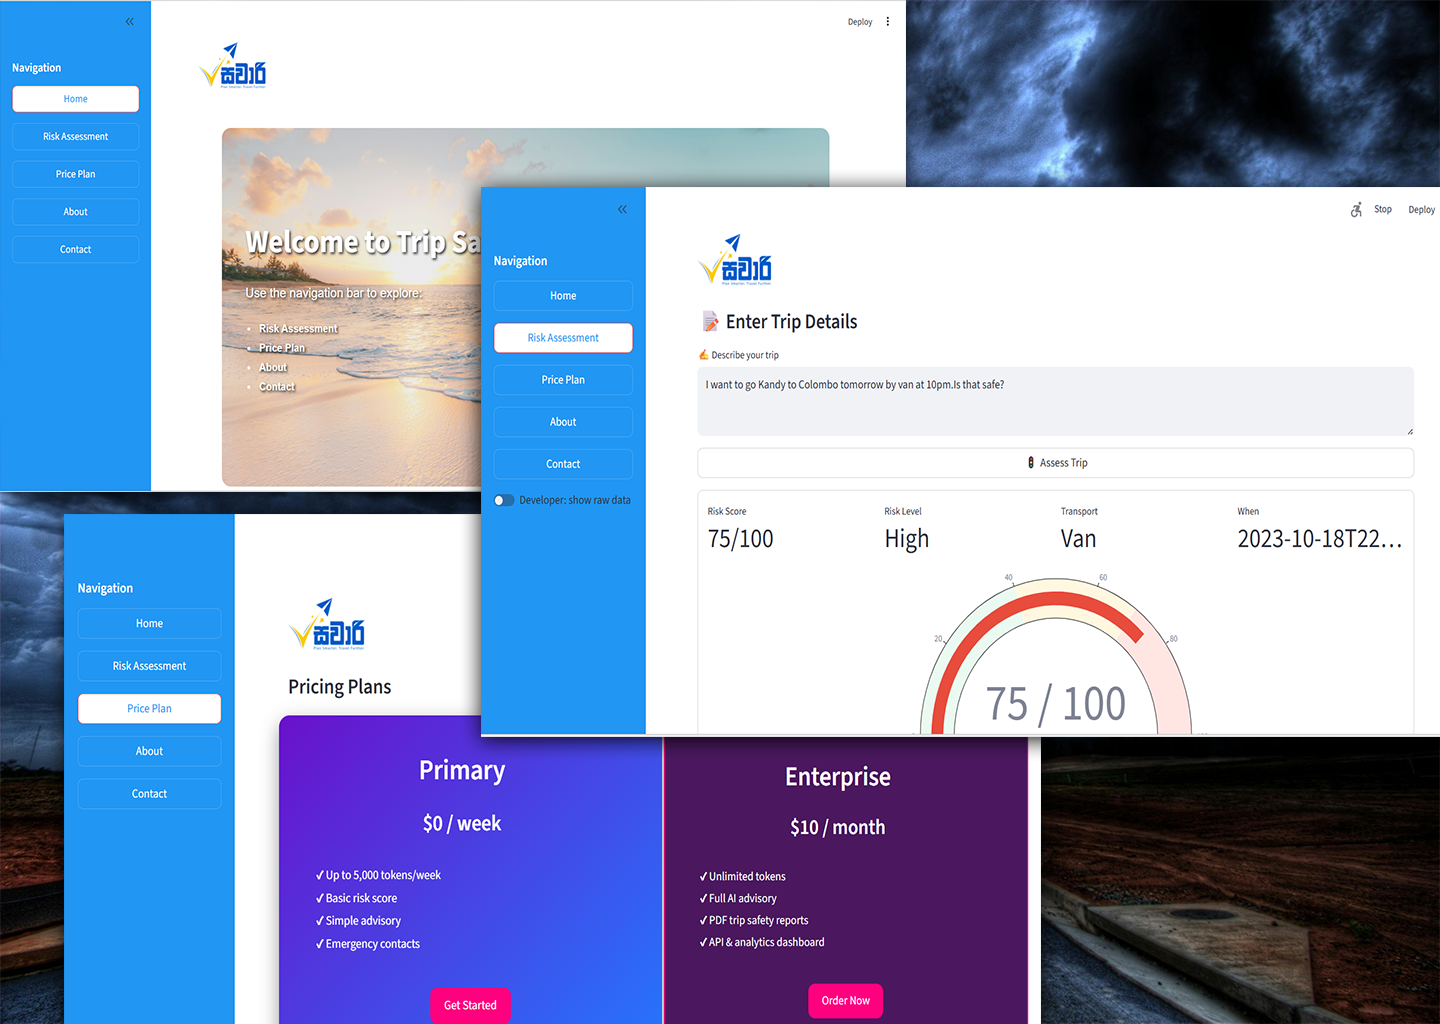 Deploy
Navigation
Home
Risk Assessment
Price Plan
About
Contact
සවාරි
Plan Smarter. Travel Further.
Welcome to Trip Sa
Use the navigation bar to explore:
• Risk Assessment
• Price Plan
• About
• Contact
Stop
Deploy
Navigation
Home
Risk Assessment
Price Plan
About
Contact
Developer: show raw data
සවාරි
Plan Smarter. Travel Further.
Enter Trip Details
Describe your trip
I want to go Kandy to Colombo tomorrow by van at 10pm.Is that safe?
Assess Trip
Risk Score
75/100
Risk Level
High
Transport
Van
When
2023-10-18T22...
20
40
60
80
75 / 100
Navigation
Home
Risk Assessment
Price Plan
About
Contact
සවාරි
Plan Smarter. Travel Further.
Pricing Plans
Primary
$0 / week
✓ Up to 5,000 tokens/week
✓ Basic risk score
✓ Simple advisory
✓ Emergency contacts
Get Started
Enterprise
$10 / month
✓ Unlimited tokens
✓ Full AI advisory
✓ PDF trip safety reports
✓ API & analytics dashboard
Order Now